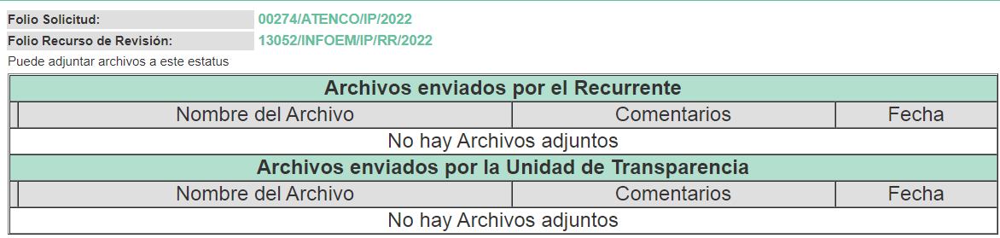 Folio Solicitud: 00274/ATENCO/IP/2022
Folio Recurso de Revisión: 13052/INFOEM/IP/RR/2022
Puede adjuntar archivos a este estatus
Archivos enviados por el Recurrente
Nombre del Archivo Comentarios Fecha
No hay Archivos adjuntos
Archivos enviados por la Unidad de Transparencia
Nombre del Archivo Comentarios Fecha
No hay Archivos adjuntos